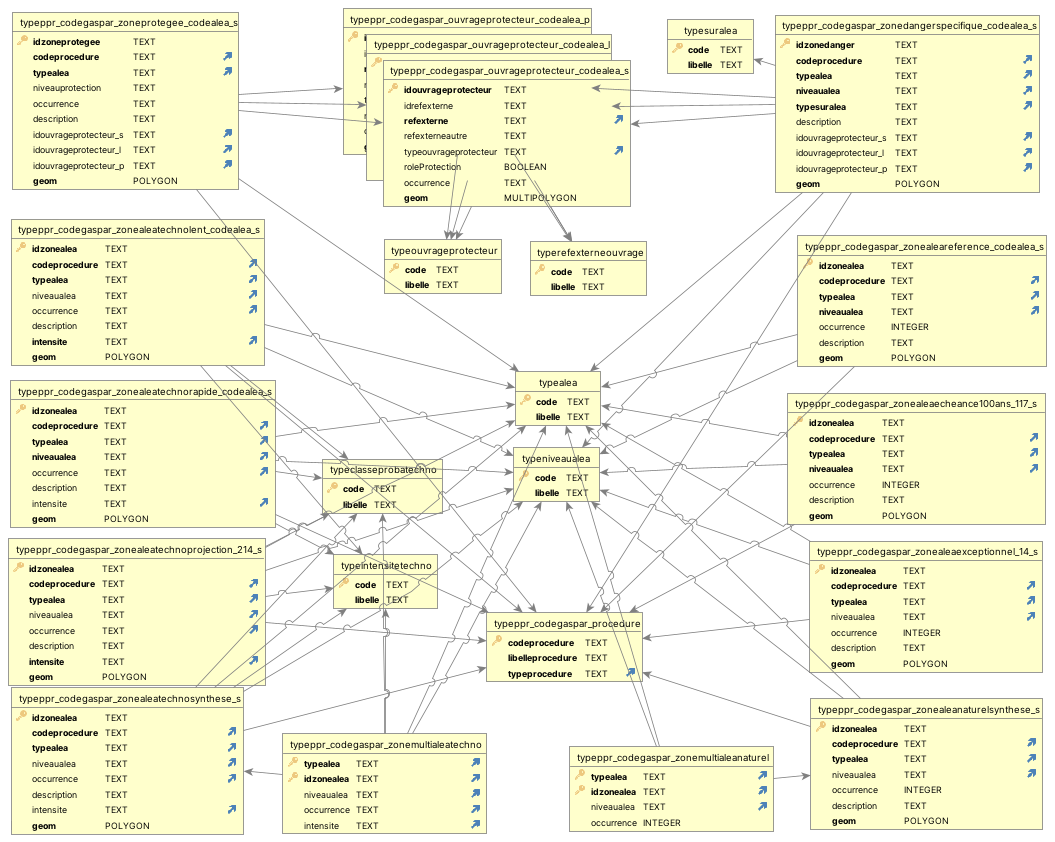 typeppr_codegaspar_zoneprotegee_codealea_s
idzoneprotegee TEXT
codeprocedure TEXT
typealea TEXT
niveauprotection TEXT
occurrence TEXT
description TEXT
idouvrageprotecteur_s TEXT
idouvrageprotecteur_l TEXT
idouvrageprotecteur_p TEXT
geom POLYGON
typeppr_codegaspar_ouvrageprotecteur_codealea_p
typeppr_codegaspar_ouvrageprotecteur_codealea_l
typeppr_codegaspar_ouvrageprotecteur_codealea_s
idouvrageprotecteur TEXT
idrefexterne TEXT
refexterne TEXT
refexterneautre TEXT
typeouvrageprotecteur TEXT
roleProtection BOOLEAN
occurrence TEXT
geom MULTIPOLYGON
typesuralea
code TEXT
libelle TEXT
typeppr_codegaspar_zonedangerspecifique_codealea_s
idzonedanger TEXT
codeprocedure TEXT
typealea TEXT
niveaualea TEXT
typesuralea TEXT
description TEXT
idouvrageprotecteur_s TEXT
idouvrageprotecteur_l TEXT
idouvrageprotecteur_p TEXT
geom POLYGON
typeppr_codegaspar_zonealeatechnolent_codealea_s
idzonealea TEXT
codeprocedure TEXT
typealea TEXT
niveaualea TEXT
occurrence TEXT
description TEXT
intensite TEXT
geom POLYGON
typeouvrageprotecteur
code TEXT
libelle TEXT
typerefexterneouvrage
code TEXT
libelle TEXT
typeppr_codegaspar_zonealeareference_codealea_s
idzonealea TEXT
codeprocedure TEXT
typealea TEXT
niveaualea TEXT
occurrence INTEGER
description TEXT
geom POLYGON
typeppr_codegaspar_zonealeatechnorapide_codealea_s
idzonealea TEXT
codeprocedure TEXT
typealea TEXT
niveaualea TEXT
occurrence TEXT
description TEXT
intensite TEXT
geom POLYGON
typealea
code TEXT
libelle TEXT
typeppr_codegaspar_zonealeaecheance100ans_117_s
idzonealea TEXT
codeprocedure TEXT
typealea TEXT
niveaualea TEXT
occurrence INTEGER
description TEXT
geom POLYGON
typeclasseprobatechno
code TEXT
libelle TEXT
typeniveaualea
code TEXT
libelle TEXT
typeppr_codegaspar_zonealeatechnoprojection_214_s
idzonealea TEXT
codeprocedure TEXT
typealea TEXT
niveaualea TEXT
occurrence TEXT
description TEXT
intensite TEXT
geom POLYGON
typeintensitetechno
code TEXT
libelle TEXT
typeppr_codegaspar_zonealeaexceptionnel_14_s
idzonealea TEXT
codeprocedure TEXT
typealea TEXT
niveaualea TEXT
occurrence INTEGER
description TEXT
geom POLYGON
typeppr_codegaspar_procedure
codeprocedure TEXT
libelleprocedure TEXT
typeprocedure TEXT
typeppr_codegaspar_zonealeatechnosynthese_s
idzonealea TEXT
codeprocedure TEXT
typealea TEXT
niveaualea TEXT
occurrence TEXT
description TEXT
intensite TEXT
geom POLYGON
typeppr_codegaspar_zonemultialeatechno
typealea TEXT
idzonealea TEXT
niveaualea TEXT
occurrence TEXT
intensite TEXT
typeppr_codegaspar_zonemultialeanaturel
typealea TEXT
idzonealea TEXT
niveaualea TEXT
occurrence INTEGER
typeppr_codegaspar_zonealeanaturelsynthese_s
idzonealea TEXT
codeprocedure TEXT
typealea TEXT
niveaualea TEXT
occurrence INTEGER
description TEXT
geom POLYGON